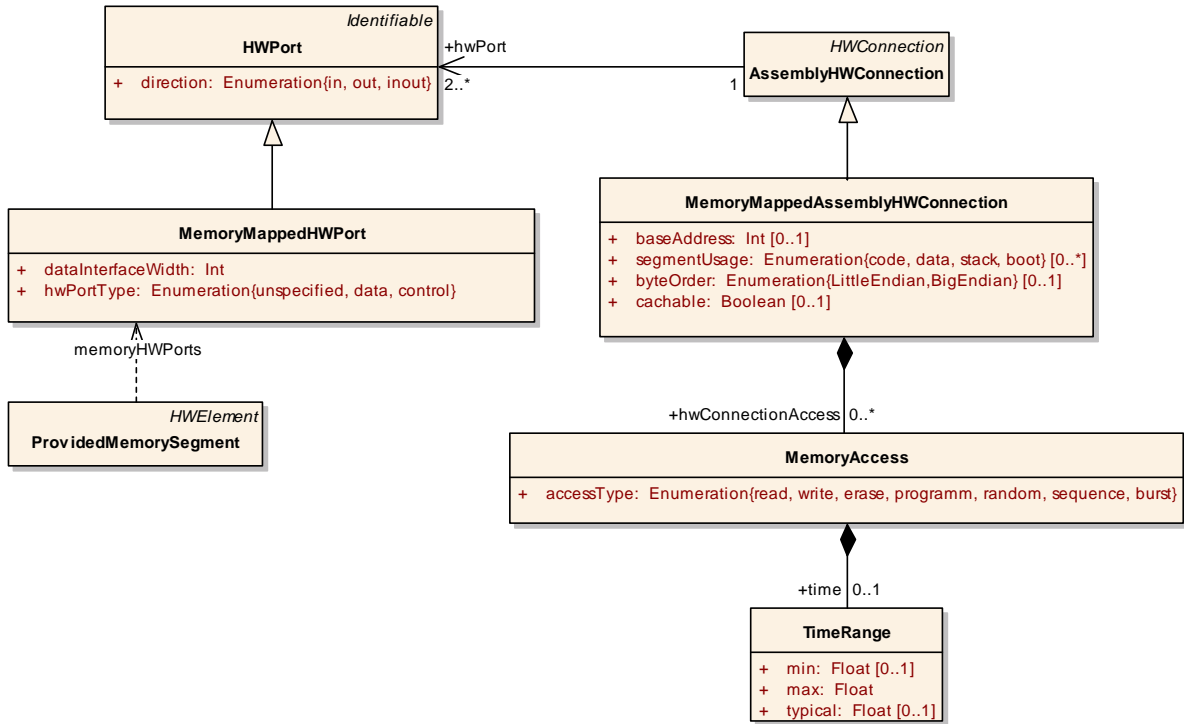 Identifiable
HWPort
+ direction: Enumeration{in, out, inout}
+hwPort
2..*
1
HWConnection
AssemblyHWConnection
MemoryMappedHWPort
+ dataInterfaceWidth: Int
+ hwPortType: Enumeration{unspecified, data, control}
MemoryMappedAssemblyHWConnection
+ baseAddress: Int [0..1]
+ segmentUsage: Enumeration{code, data, stack, boot} [0..*]
+ byteOrder: Enumeration{LittleEndian,BigEndian} [0..1]
+ cachable: Boolean [0..1]
memoryHWPorts
HWElement
ProvidedMemorySegment
+hwConnectionAccess 0..*
MemoryAccess
+ accessType: Enumeration{read, write, erase, programm, random, sequence, burst}
+time 0..1
TimeRange
+ min: Float [0..1]
+ max: Float
+ typical: Float [0..1]